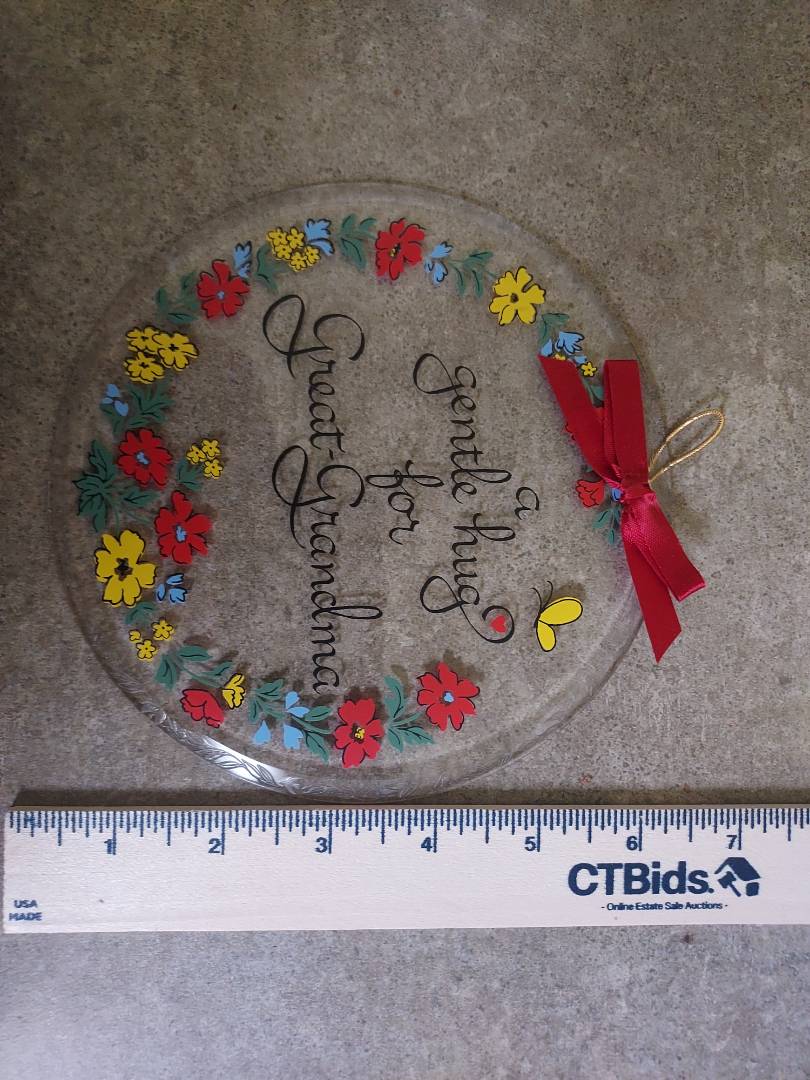 a
gentle hug
for
Great-Grandma
1 2 3 4 5 6 7
USA
MADE
CTBids.
- Online Estate Sale Auctions -